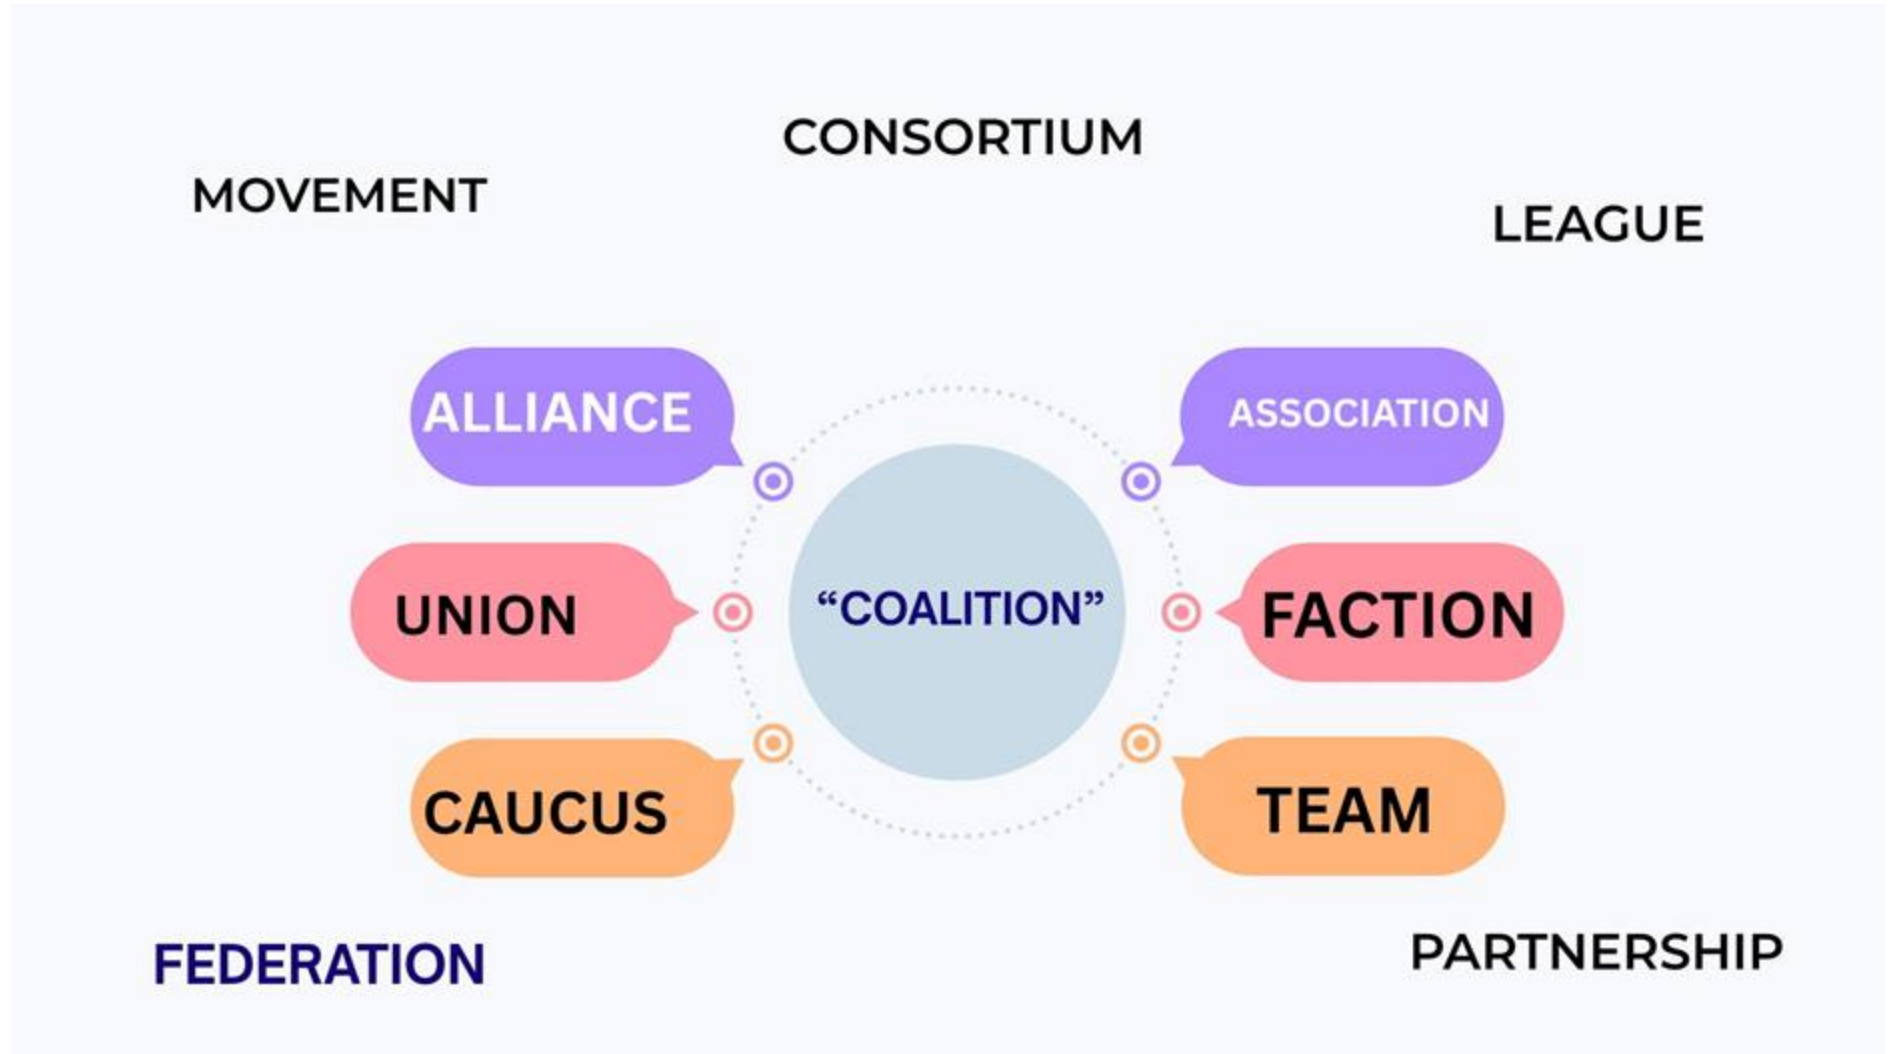 CONSORTIUM
MOVEMENT
LEAGUE
ALLIANCE
ASSOCIATION
UNION
“COALITION”
FACTION
CAUCUS
TEAM
FEDERATION
PARTNERSHIP